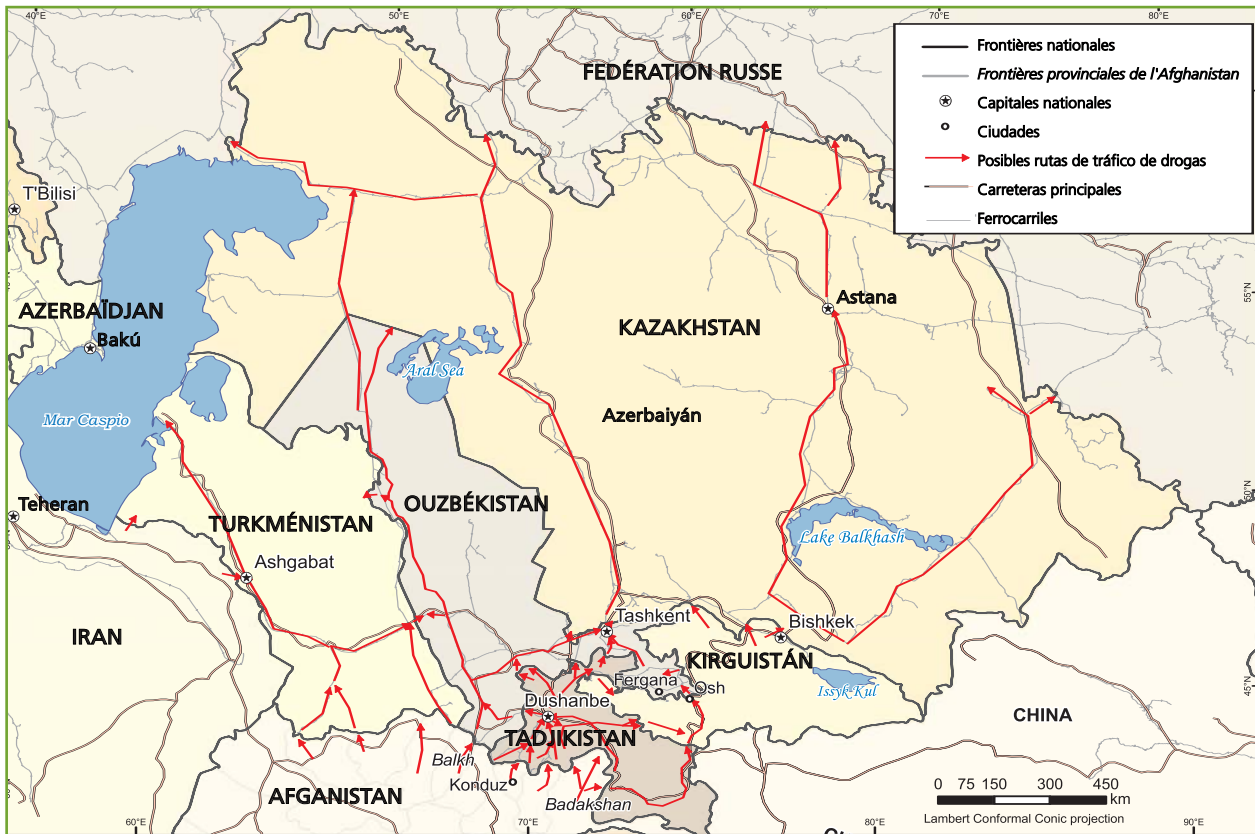 40°E
50°E
60°E
70°E
80°E
Frontières nationales
Frontières provinciales de l'Afghanistan
Capitales nationales
Ciudades
Posibles rutas de tráfico de drogas
Carreteras principales
Ferrocarriles
FEDÉRATION RUSSE
T'Bilisi
AZERBAÏDJAN
Bakú
Astana
55°N
KAZAKHSTAN
Aral Sea
Mar Caspio
Azerbaiyán
Teheran
OUZBÉKISTAN
50°N
TURKMÉNISTAN
Lake Balkhash
Ashgabat
Tashkent
Bishkek
IRAN
KIRGUISTÁN
Fergana
Osh
Issyk Kul
45°N
Dushanbe
CHINA
TADJIKISTAN
Balkh
Konduz
Badakshan
AFGANISTAN
0 75 150 300 450
km
Lambert Conformal Conic projection
60°E
70°E
80°E
90°E